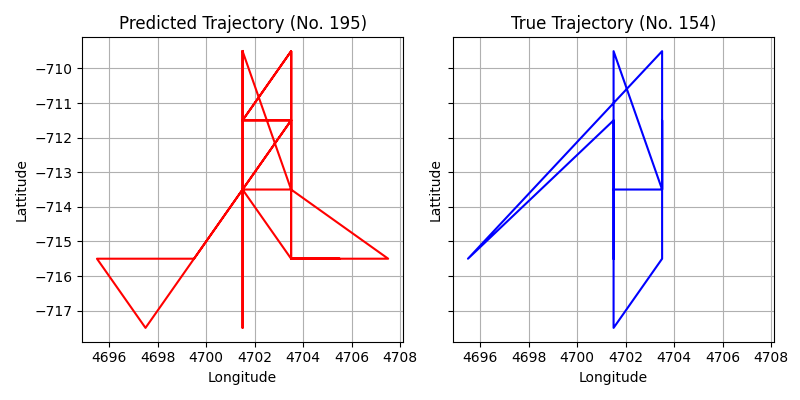 Predicted Trajectory (No. 195)
True Trajectory (No. 154)
−710
−711
−712
−713
−714
−715
−716
−717
Lattitude
Lattitude
4696 4698 4700 4702 4704 4706 4708
4696 4698 4700 4702 4704 4706 4708
Longitude
Longitude